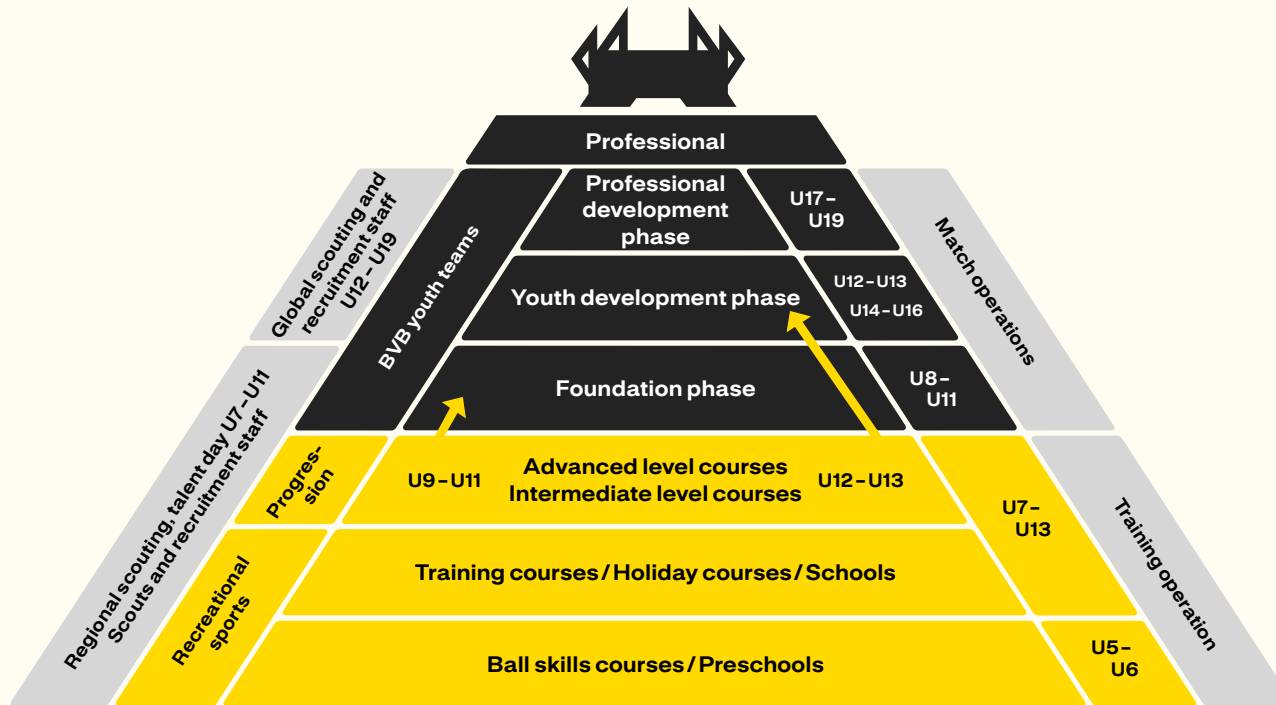 Professional
Professional
development
phase
U17–
U19
Global scouting and
recruitment staff
U12–U19
BVB youth teams
Match operations
Youth development phase
U12–U13
U14–U16
Foundation phase
U8–
U11
Regional scouting, talent day U7–U11
Scouts and recruitment staff
Progres-
sion
U9–U11
Advanced level courses
Intermediate level courses
U12–U13
U7–
U13
Training operation
Recreational
sports
Training courses/Holiday courses/Schools
Ball skills courses/Preschools
U5–
U6